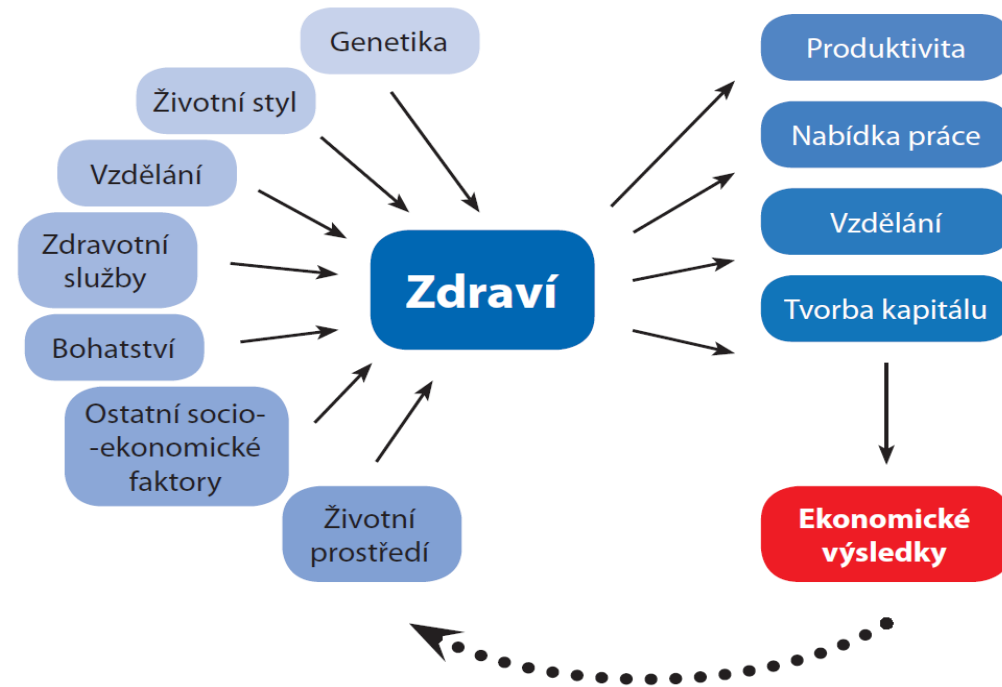 Genetika
Životní styl
Vzdělání
Zdravotní
služby
Bohatství
Ostatní socio-
-ekonomické
faktory
Životní
prostředí
Zdraví
Produktivita
Nabídka práce
Vzdělání
Tvorba kapitálu
Ekonomické
výsledky